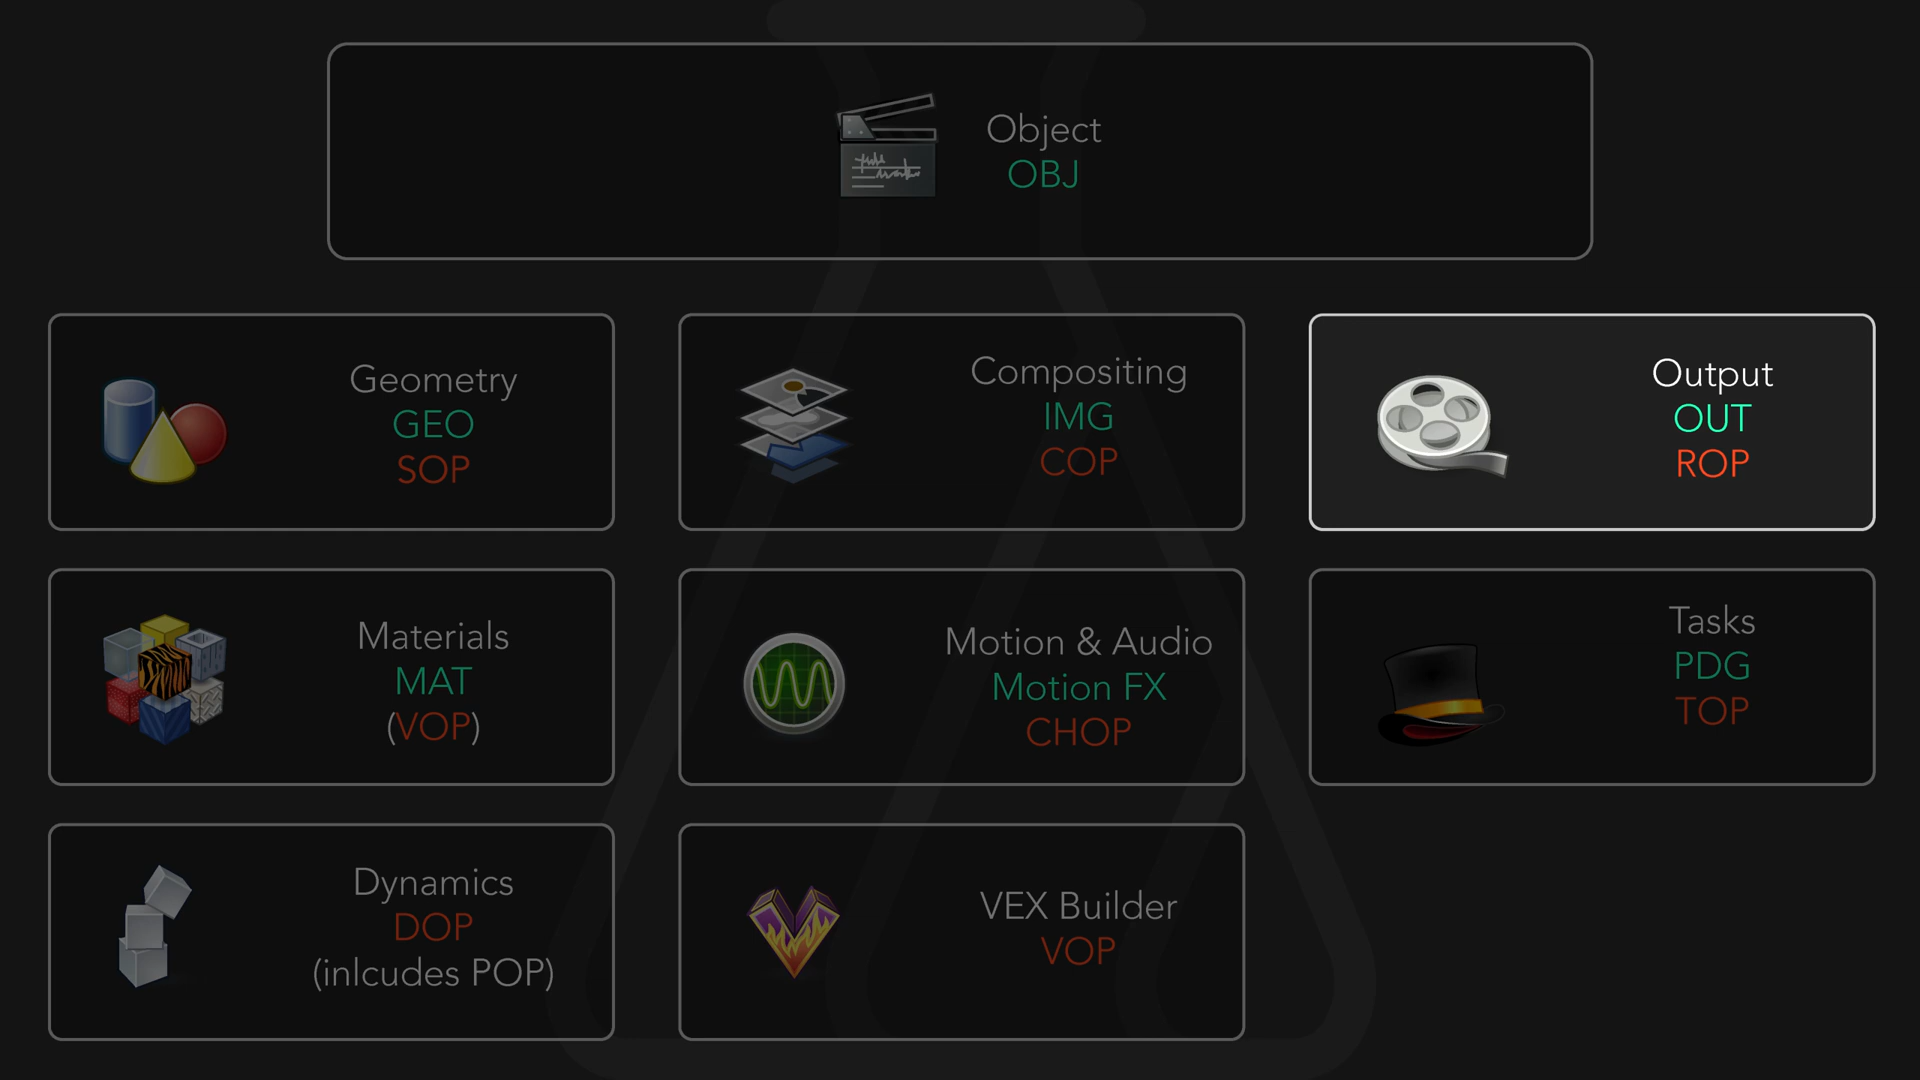 Object
OBJ
Geometry
GEO
SOP
Compositing
IMG
COP
Output
OUT
ROP
Materials
MAT
(VOP)
Motion & Audio
Motion FX
CHOP
Tasks
PDG
TOP
Dynamics
DOP
(inlcudes POP)
VEX Builder
VOP